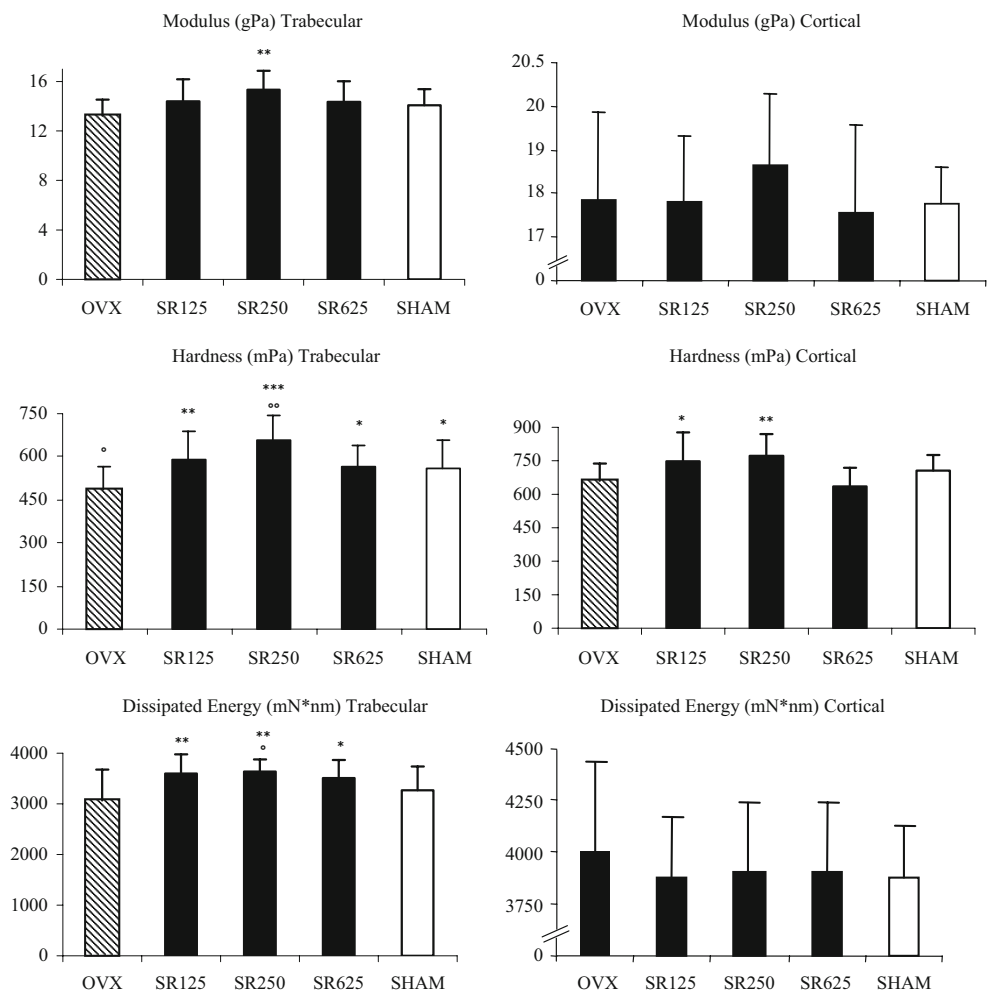 Modulus (gPa) Trabecular
16
12
8
4
0
**
OVX SR125 SR250 SR625 SHAM
Modulus (gPa) Cortical
20.5
20
19
18
17
0
OVX SR125 SR250 SR625 SHAM
Hardness (mPa) Trabecular
750
600
450
300
150
0
***
° ** °° * *
OVX SR125 SR250 SR625 SHAM
Hardness (mPa) Cortical
900
750
600
450
300
150
0
* **
OVX SR125 SR250 SR625 SHAM
Dissipated Energy (mN*nm) Trabecular
4000
3000
2000
1000
0
** ** *
°
OVX SR125 SR250 SR625 SHAM
Dissipated Energy (mN*nm) Cortical
4500
4250
4000
3750
0
OVX SR125 SR250 SR625 SHAM